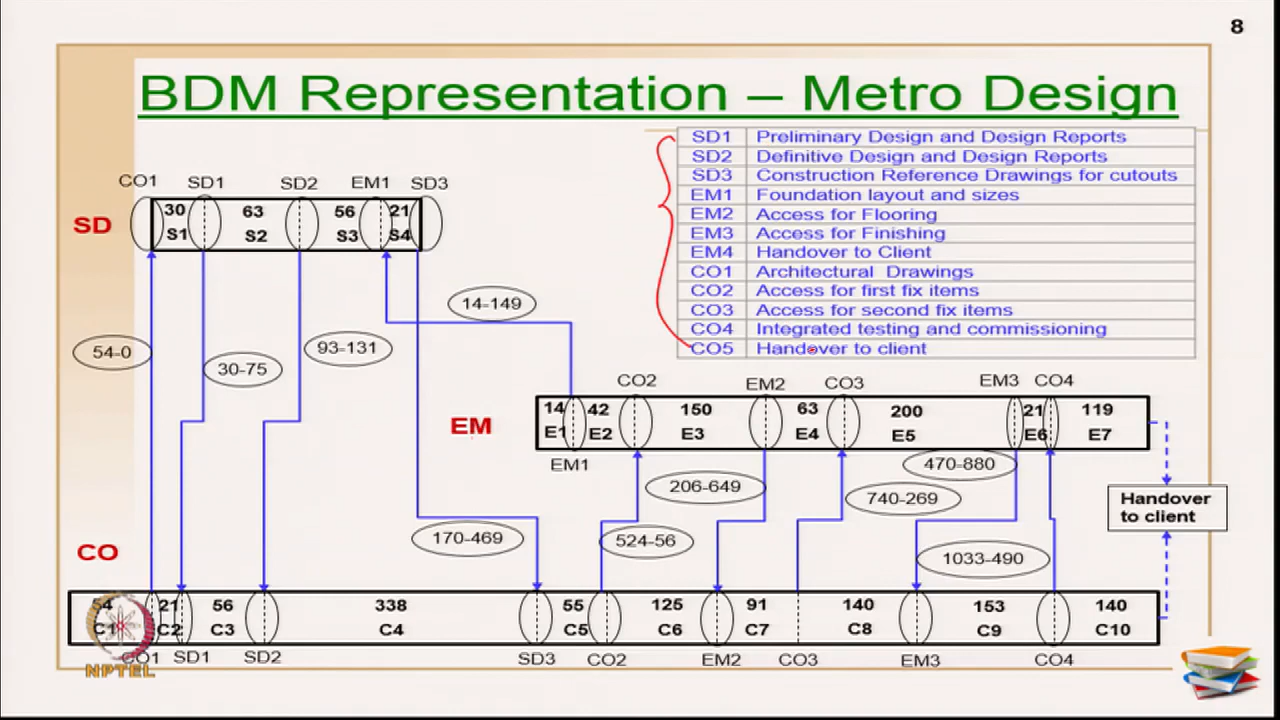 8
BDM Representation – Metro Design
SD1 Preliminary Design and Design Reports
SD2 Definitive Design and Design Reports
SD3 Construction Reference Drawings for cutouts
EM1 Foundation layout and sizes
EM2 Access for Flooring
EM3 Access for Finishing
EM4 Handover to Client
CO1 Architectural Drawings
CO2 Access for first fix items
CO3 Access for second fix items
CO4 Integrated testing and commissioning
CO5 Handover to client
CO1 SD1 SD2 EM1 SD3
SD
30 63 56 21
S1 S2 S3 S4
14-149
54-0 30-75 93-131
CO2 EM2 CO3 EM3 CO4
EM
14 42 150 63 200 21 119
E1 E2 E3 E4 E5 E6 E7
EM1
470-880
206-649 740-269
Handover
to client
170-469 524-56 1033-490
CO
54 21 56 338 55 125 91 140 153 140
C1 C2 C3 C4 C5 C6 C7 C8 C9 C10
CO1 SD1 SD2 SD3 CO2 EM2 CO3 EM3 CO4
NPTEL